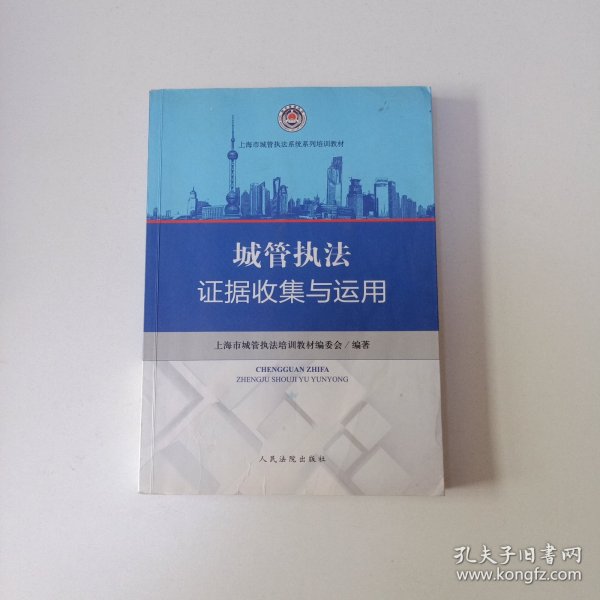 上海市城管执法系统系列培训教材
城管执法
证据收集与运用
上海市城管执法培训教材编委会/编著
CHENGGUAN ZHIFA
ZHENGJU SHOUJI YU YUNYONG
人民法院出版社
孔夫子旧书网
www.kongfz.com